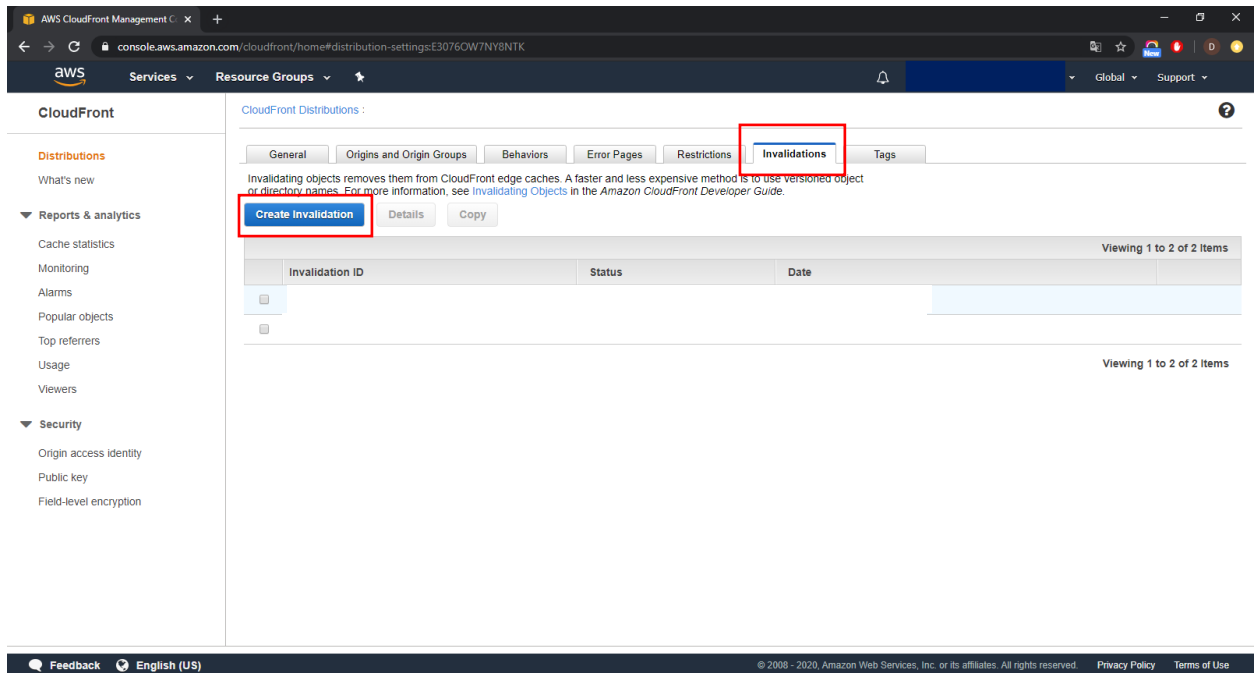 AWS CloudFront Management C
console.aws.amazon.com/cloudfront/home#distribution-settings:E3076OW7NY8NTK
New
D
aws Services Resource Groups Global Support
CloudFront
CloudFront Distributions :
Distributions
What's new
Reports & analytics
Cache statistics
Monitoring
Alarms
Popular objects
Top referrers
Usage
Viewers
Security
Origin access identity
Public key
Field-level encryption
General Origins and Origin Groups Behaviors Error Pages Restrictions Invalidations Tags
Invalidating objects removes them from CloudFront edge caches. A faster and less expensive method is to use versioned object
or directory names. For more information, see Invalidating Objects in the Amazon CloudFront Developer Guide.
Create Invalidation Details Copy
Viewing 1 to 2 of 2 Items
Invalidation ID Status Date
Viewing 1 to 2 of 2 Items
Feedback English (US) © 2008 - 2020, Amazon Web Services, Inc. or its affiliates. All rights reserved. Privacy Policy Terms of Use